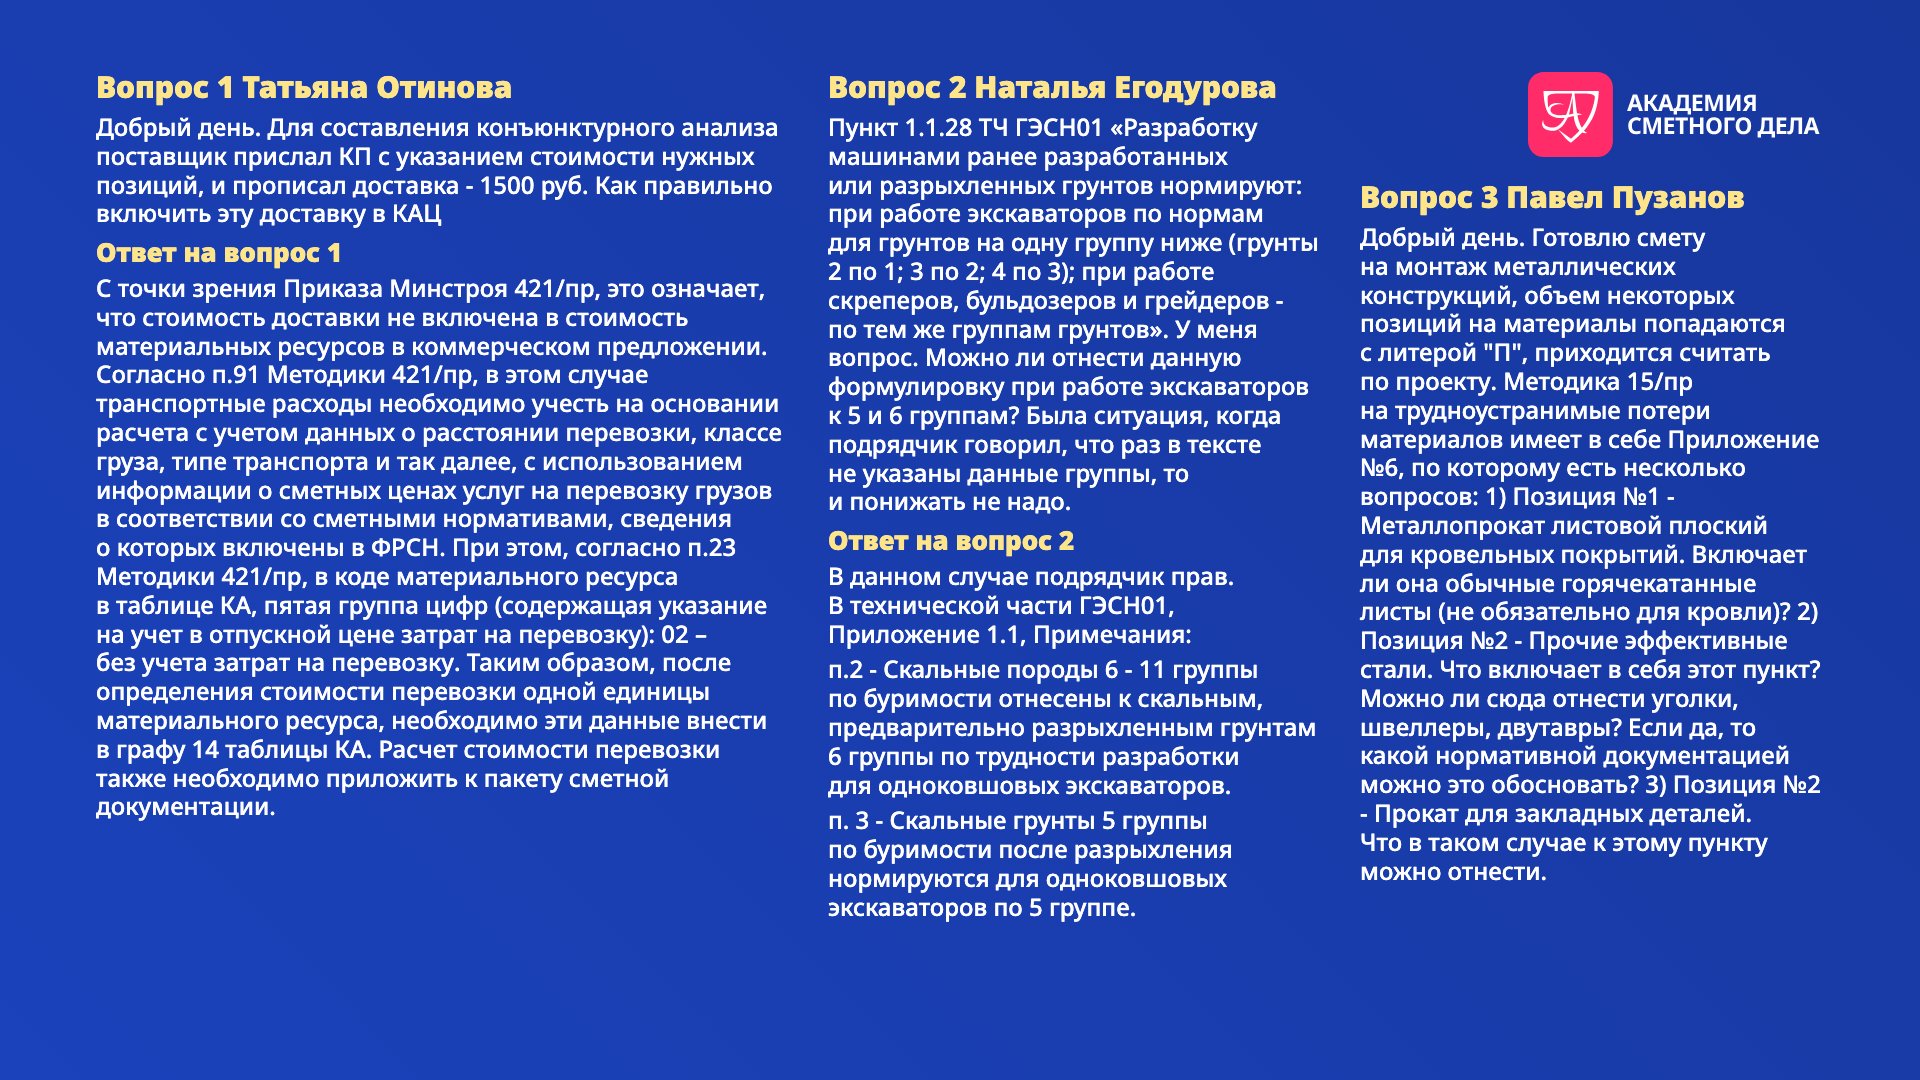 Вопрос 1 Татьяна Отинова
Добрый день. Для составления конъюнктурного анализа
поставщик прислал КП с указанием стоимости нужных
позиций, и прописал доставка - 1500 руб. Как правильно
включить эту доставку в КАЦ
Ответ на вопрос 1
С точки зрения Приказа Минстроя 421/пр, это означает,
что стоимость доставки не включена в стоимость
материальных ресурсов в коммерческом предложении.
Согласно п.91 Методики 421/пр, в этом случае
транспортные расходы необходимо учесть на основании
расчета с учетом данных о расстоянии перевозки, классе
груза, типе транспорта и так далее, с использованием
информации о сметных ценах услуг на перевозку грузов
в соответствии со сметными нормативами, сведения
о которых включены в ФРСН. При этом, согласно п.23
Методики 421/пр, в коде материального ресурса
в таблице КА, пятая группа цифр (содержащая указание
на учет в отпускной цене затрат на перевозку): 02 –
без учета затрат на перевозку. Таким образом, после
определения стоимости перевозки одной единицы
материального ресурса, необходимо эти данные внести
в графу 14 таблицы КА. Расчет стоимости перевозки
также необходимо приложить к пакету сметной
документации.
Вопрос 2 Наталья Егодурова
Пункт 1.1.28 ТЧ ГЭСН01 «Разработку
машинами ранее разработанных
или разрыхленных грунтов нормируют:
при работе экскаваторов по нормам
для грунтов на одну группу ниже (грунты
2 по 1; 3 по 2; 4 по 3); при работе
скреперов, бульдозеров и грейдеров -
по тем же группам грунтов». У меня
вопрос. Можно ли отнести данную
формулировку при работе экскаваторов
к 5 и 6 группам? Была ситуация, когда
подрядчик говорил, что раз в тексте
не указаны данные группы, то
и понижать не надо.
Ответ на вопрос 2
В данном случае подрядчик прав.
В технической части ГЭСН01,
Приложение 1.1, Примечания:
п.2 - Скальные породы 6 - 11 группы
по буримости отнесены к скальным,
предварительно разрыхленным грунтам
6 группы по трудности разработки
для одноковшовых экскаваторов.
п. 3 - Скальные грунты 5 группы
по буримости после разрыхления
нормируются для одноковшовых
экскаваторов по 5 группе.
АКАДЕМИЯ
СМЕТНОГО ДЕЛА
Вопрос 3 Павел Пузанов
Добрый день. Готовлю смету
на монтаж металлических
конструкций, объем некоторых
позиций на материалы попадаются
с литерой "П", приходится считать
по проекту. Методика 15/пр
на трудноустранимые потери
материалов имеет в себе Приложение
№6, по которому есть несколько
вопросов: 1) Позиция №1 -
Металлопрокат листовой плоский
для кровельных покрытий. Включает
ли она обычные горячекатанные
листы (не обязательно для кровли)? 2)
Позиция №2 - Прочие эффективные
стали. Что включает в себя этот пункт?
Можно ли сюда отнести уголки,
швеллеры, двутавры? Если да, то
какой нормативной документацией
можно это обосновать? 3) Позиция №2
- Прокат для закладных деталей.
Что в таком случае к этому пункту
можно отнести.